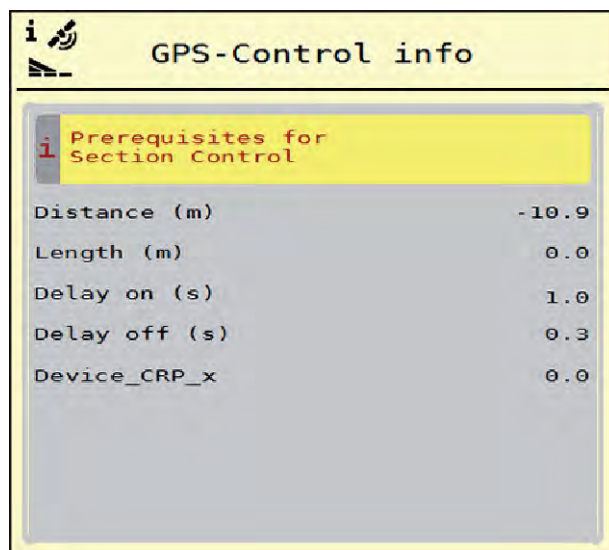 i
GPS-Control info
i Prerequisites for
Section Control
Distance (m) -10.9
Length (m) 0.0
Delay on (s) 1.0
Delay off (s) 0.3
Device_CRP_x 0.0